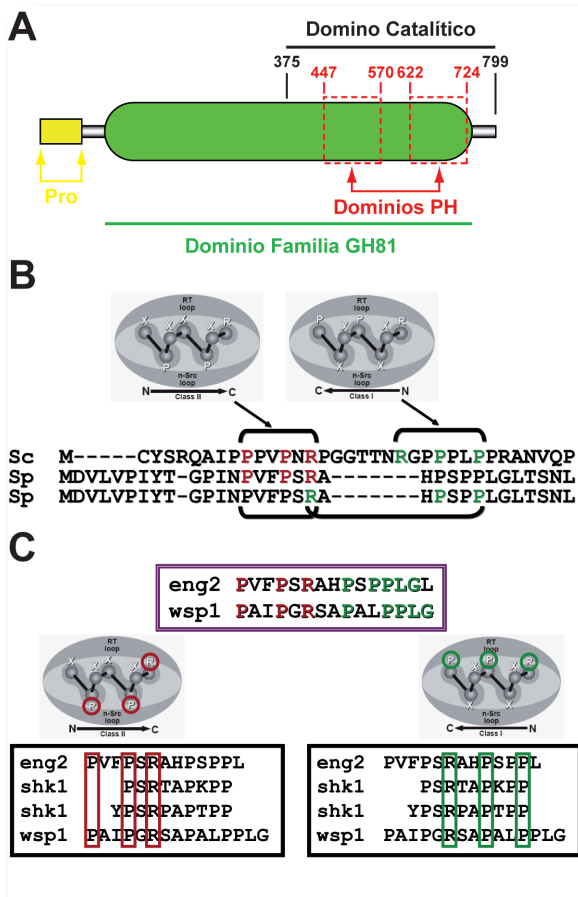 A
Domino Catalítico
375
799
447
570
622
724
Pro
Dominios PH
Dominio Familia GH81
B
RT
loop
X X X R
P P
n-Src
loop
N C
Class II
RT
loop
P X P X R
X X
n-Src
loop
C N
Class I
Sc M-----CYSRQAIPPPVPNRPGGTTNRGPPPLPPRANVQP
Sp MDVLVPIYT-GPINPVFPSRA-------HPSPPLGLTSNL
Sp MDVLVPIYT-GPINPVFPSRA-------HPSPPLGLTSNL
C
eng2 PVFPSRAHPSPPLGL
wsp1 PAIPGRSAPALPPLG
RT
loop
X X X R
P P
n-Src
loop
N C
Class II
RT
loop
P X P X R
X X
n-Src
loop
C N
Class I
eng2 PVFPSRAHPSPPL
shk1 PSRTAPKPP
shk1 YPSRPAPTPP
wsp1 PAIPGRSAPALPPLG
eng2 PVFPSRAHPSPPL
shk1 PSRTAPKPP
shk1 YPSRPAPTPP
wsp1 PAIPGRSAPALPPLG